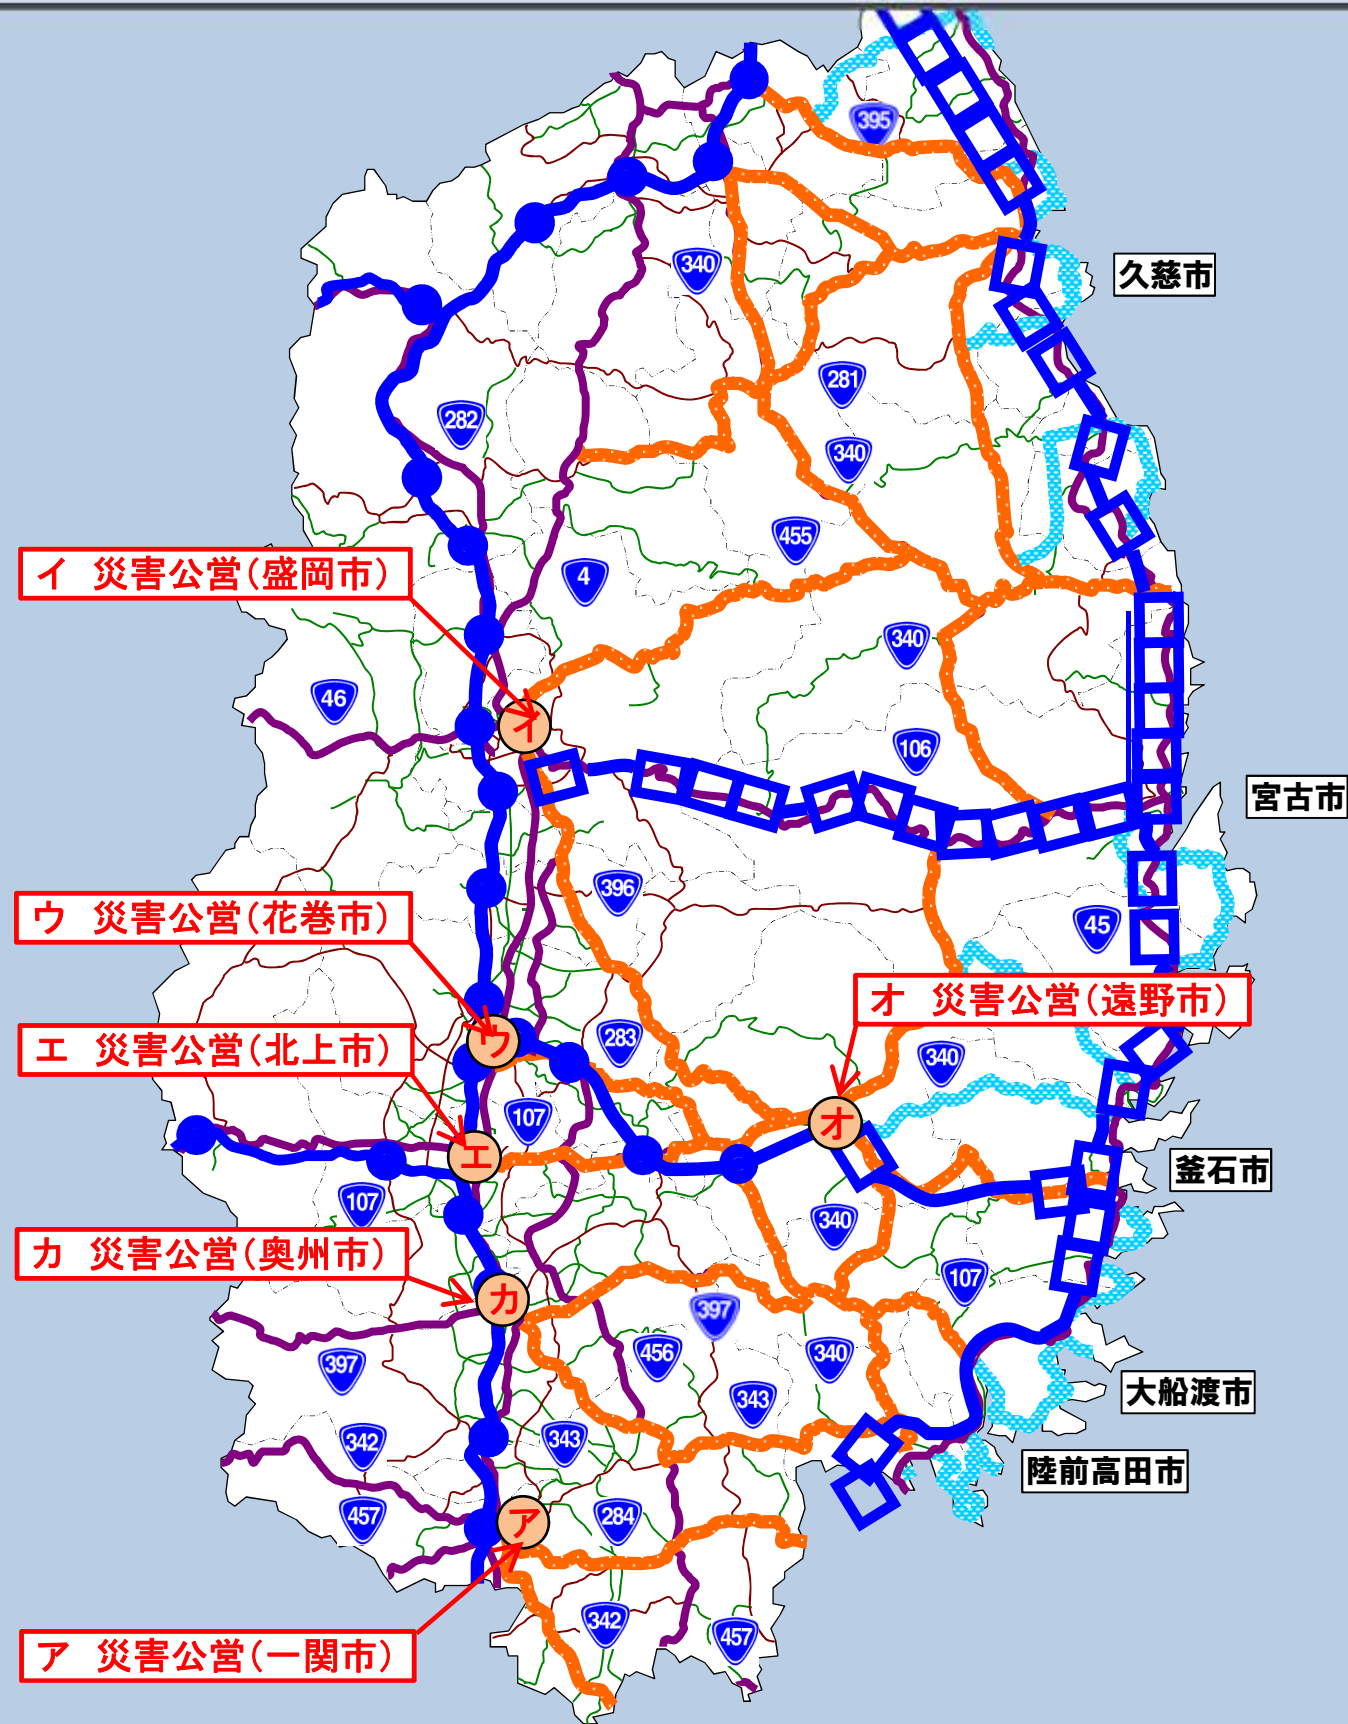 395
久慈市
340
281
282
340
455
イ 災害公営(盛岡市)
4
340
46
イ
106
宮古市
396
ウ 災害公営(花巻市)
45
オ 災害公営(遠野市)
ウ
283
エ 災害公営(北上市)
340
107
オ
エ
釜石市
107
340
カ 災害公営(奥州市)
107
カ
397
456
340
397
大船渡市
343
342
343
陸前高田市
457
ア
284
342
457
ア 災害公営(一関市)